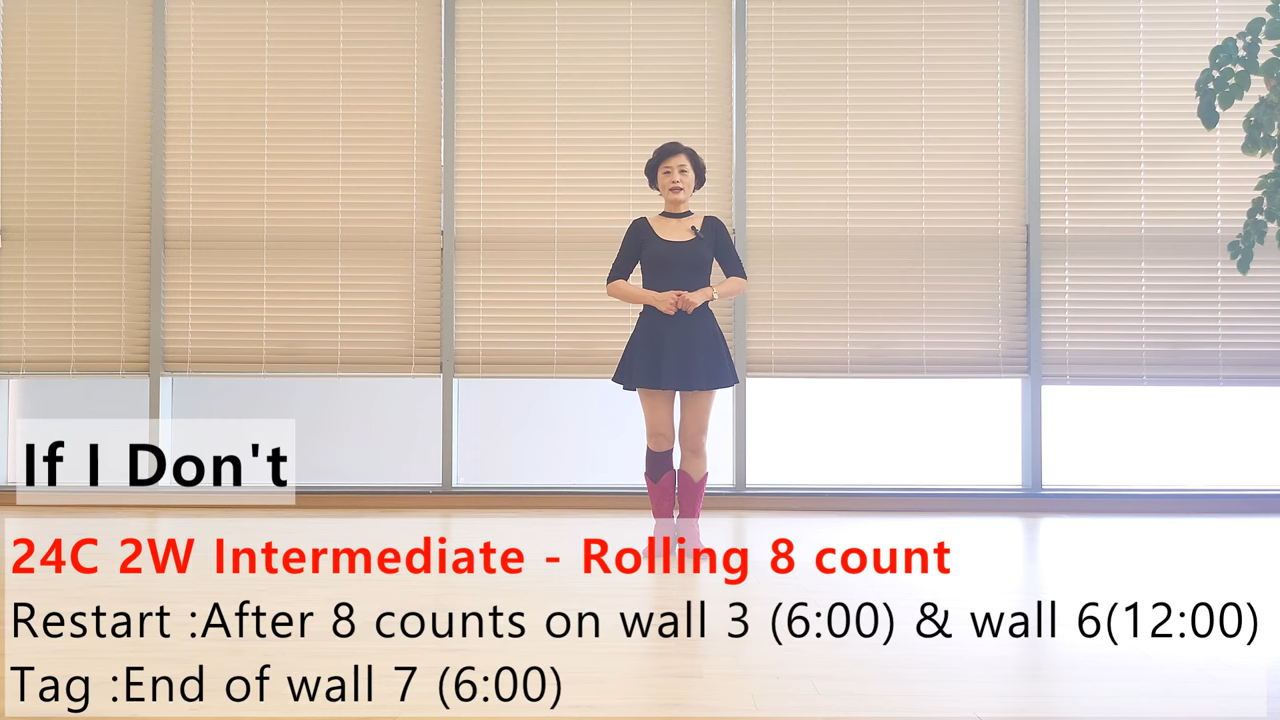 If I Don't
24C 2W Intermediate - Rolling 8 count
Restart :After 8 counts on wall 3 (6:00) & wall 6(12:00)
Tag :End of wall 7 (6:00)